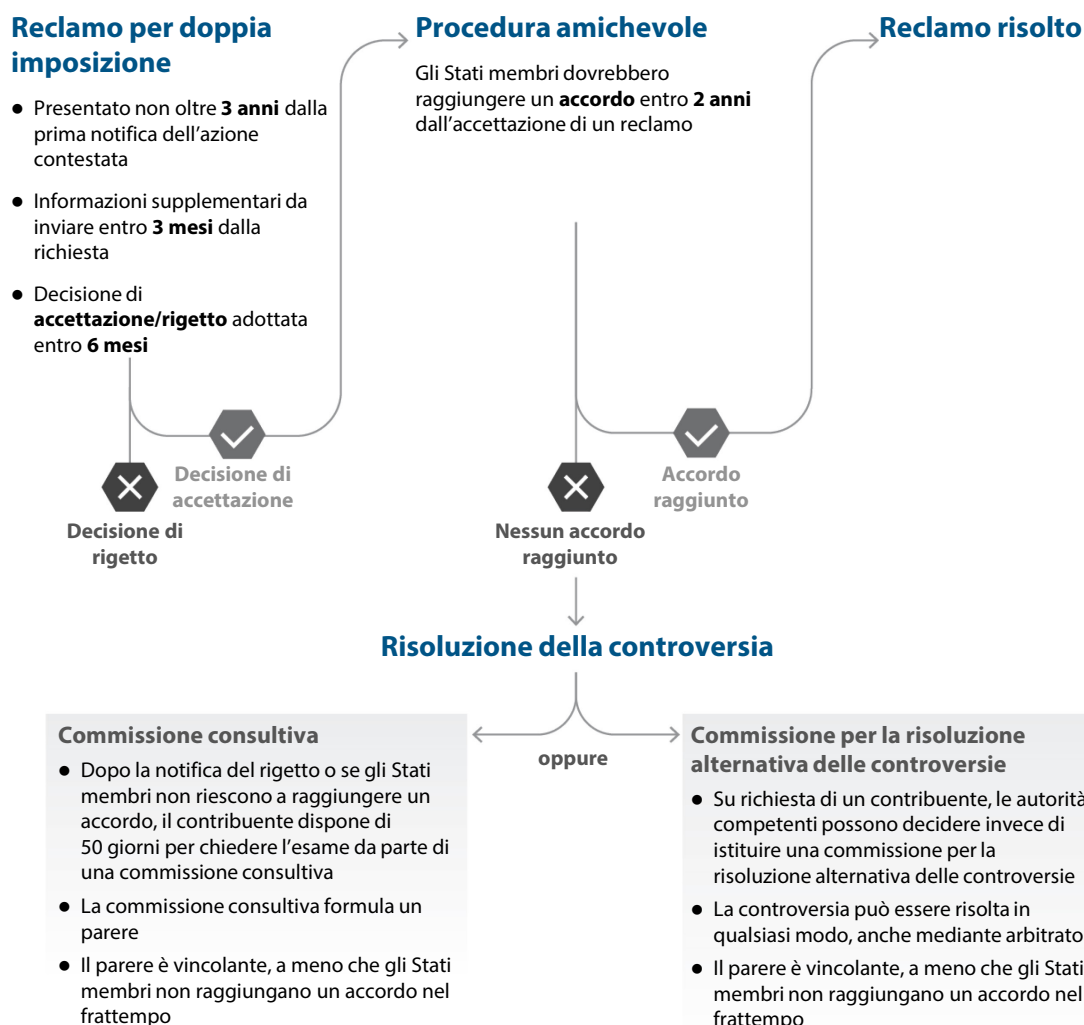 Reclamo per doppia
imposizione
● Presentato non oltre 3 anni dalla
prima notifica dell'azione
contestata
● Informazioni supplementari da
inviare entro 3 mesi dalla
richiesta
● Decisione di
accettazione/rigetto adottata
entro 6 mesi
Decisione di
accettazione
Decisione di
rigetto
Procedura amichevole
Gli Stati membri dovrebbero
raggiungere un accordo entro 2 anni
dall'accettazione di un reclamo
Accordo
raggiunto
Nessun accordo
raggiunto
Reclamo risolto
Risoluzione della controversia
oppure
Commissione consultiva
● Dopo la notifica del rigetto o se gli Stati
membri non riescono a raggiungere un
accordo, il contribuente dispone di
50 giorni per chiedere l'esame da parte di
una commissione consultiva
● La commissione consultiva formula un
parere
● Il parere è vincolante, a meno che gli Stati
membri non raggiungano un accordo nel
frattempo
Commissione per la risoluzione
alternativa delle controversie
● Su richiesta di un contribuente, le autorità
competenti possono decidere invece di
istituire una commissione per la
risoluzione alternativa delle controversie
● La controversia può essere risolta in
qualsiasi modo, anche mediante arbitrato
● Il parere è vincolante, a meno che gli Stati
membri non raggiungano un accordo nel
frattempo